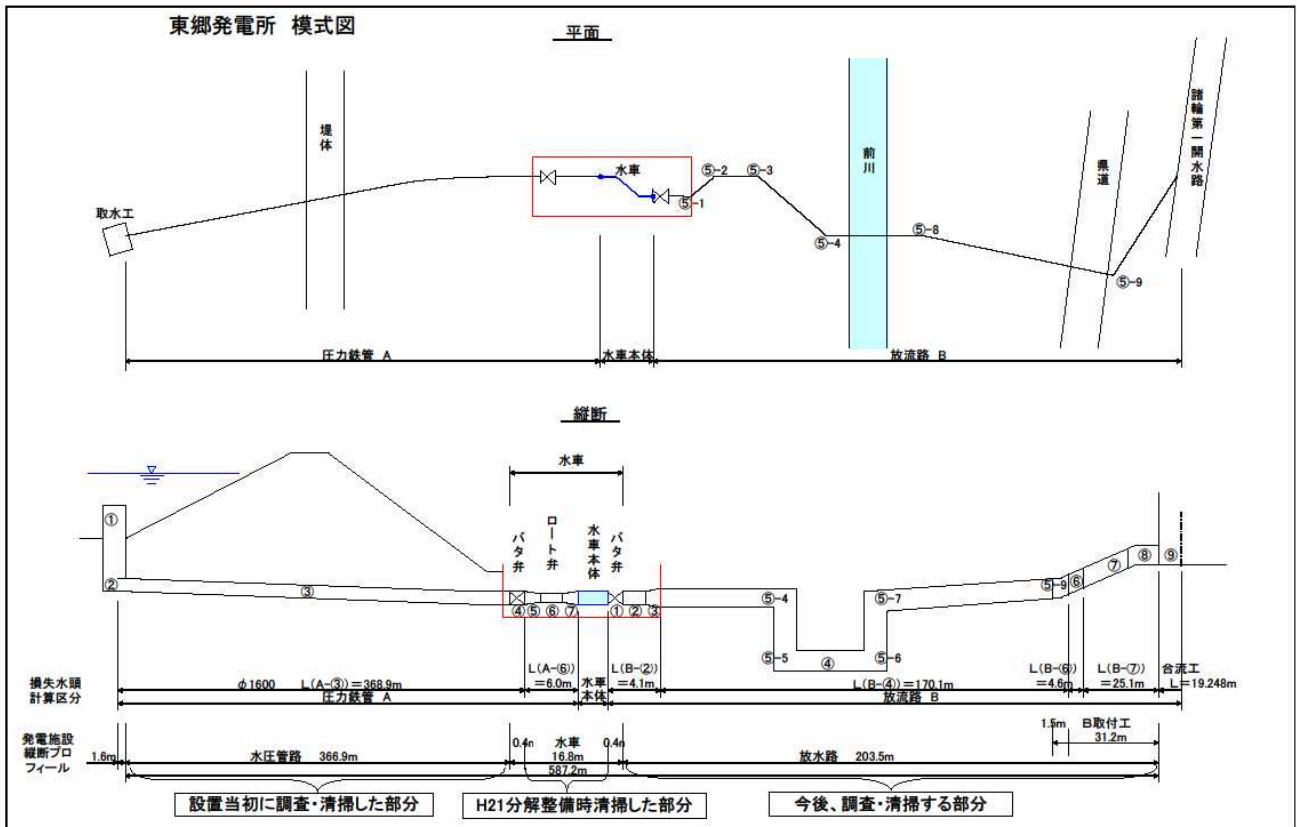 東郷発電所 模式図
平面
堤体
取水工
水車
⑤-1
⑤-2
⑤-3
⑤-4
前川
⑤-8
県道
⑤-9
諸輪第一開水路
圧力鉄管 A
水車本体
放流路 B
縦断
水車
バタ弁
ロート弁
水車本体
バタ弁
①
②
③
④
⑤
⑥
⑦
①
②
③
⑤-4
⑤-5
④
⑤-6
⑤-7
⑤-9
⑥
⑦
⑧
⑨
損失水頭
計算区分
φ1600 L(A-③)=368.9m
L(A-⑥)
=6.0m
水車
本体
L(B-②)
=4.1m
L(B-④)=170.1m
L(B-⑥)
=4.6m
L(B-⑦)
=25.1m
合流工
L=19.248m
圧力鉄管 A
放流路 B
発電施設
縦断プロ
フィール
1.6m
水圧管路 366.9m
0.4m
水車
16.8m
0.4m
587.2m
放水路 203.5m
1.5m
B取付工
31.2m
設置当初に調査・清掃した部分
H21分解整備時清掃した部分
今後、調査・清掃する部分